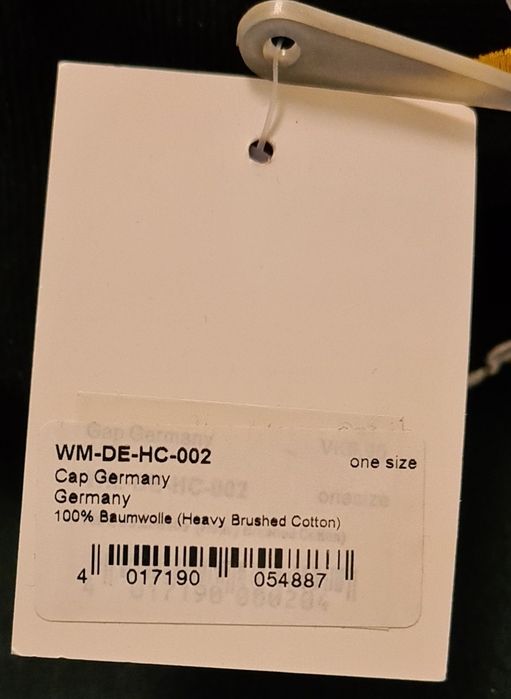 WM-DE-HC-002 one size
Cap Germany
Germany
100% Baumwolle (Heavy Brushed Cotton)
4 017190 054887